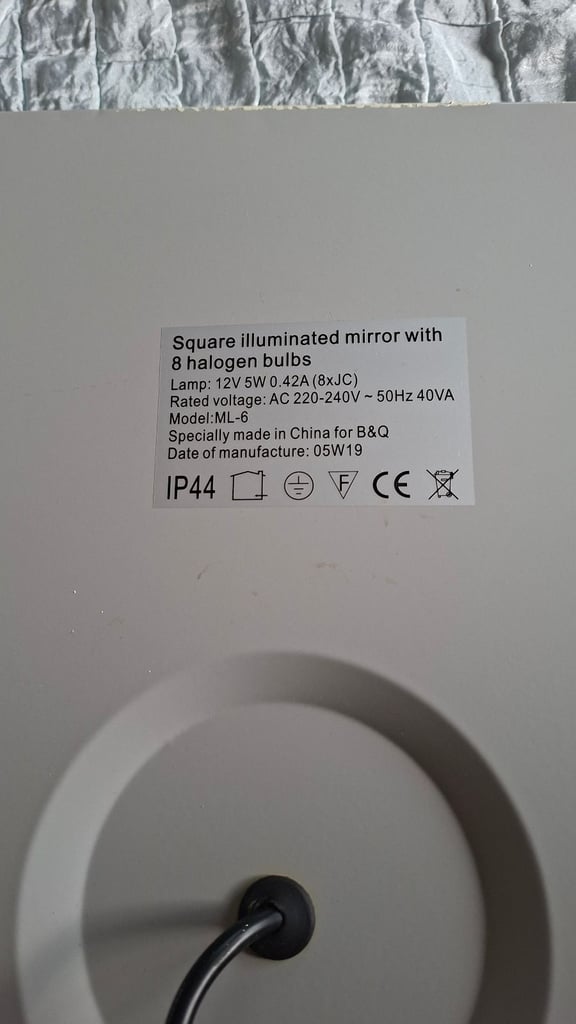 Square illuminated mirror with
8 halogen bulbs
Lamp: 12V 5W 0.42A (8xJC)
Rated voltage: AC 220-240V ~ 50Hz 40VA
Model:ML-6
Specially made in China for B&Q
Date of manufacture: 05W19
IP44 F CE